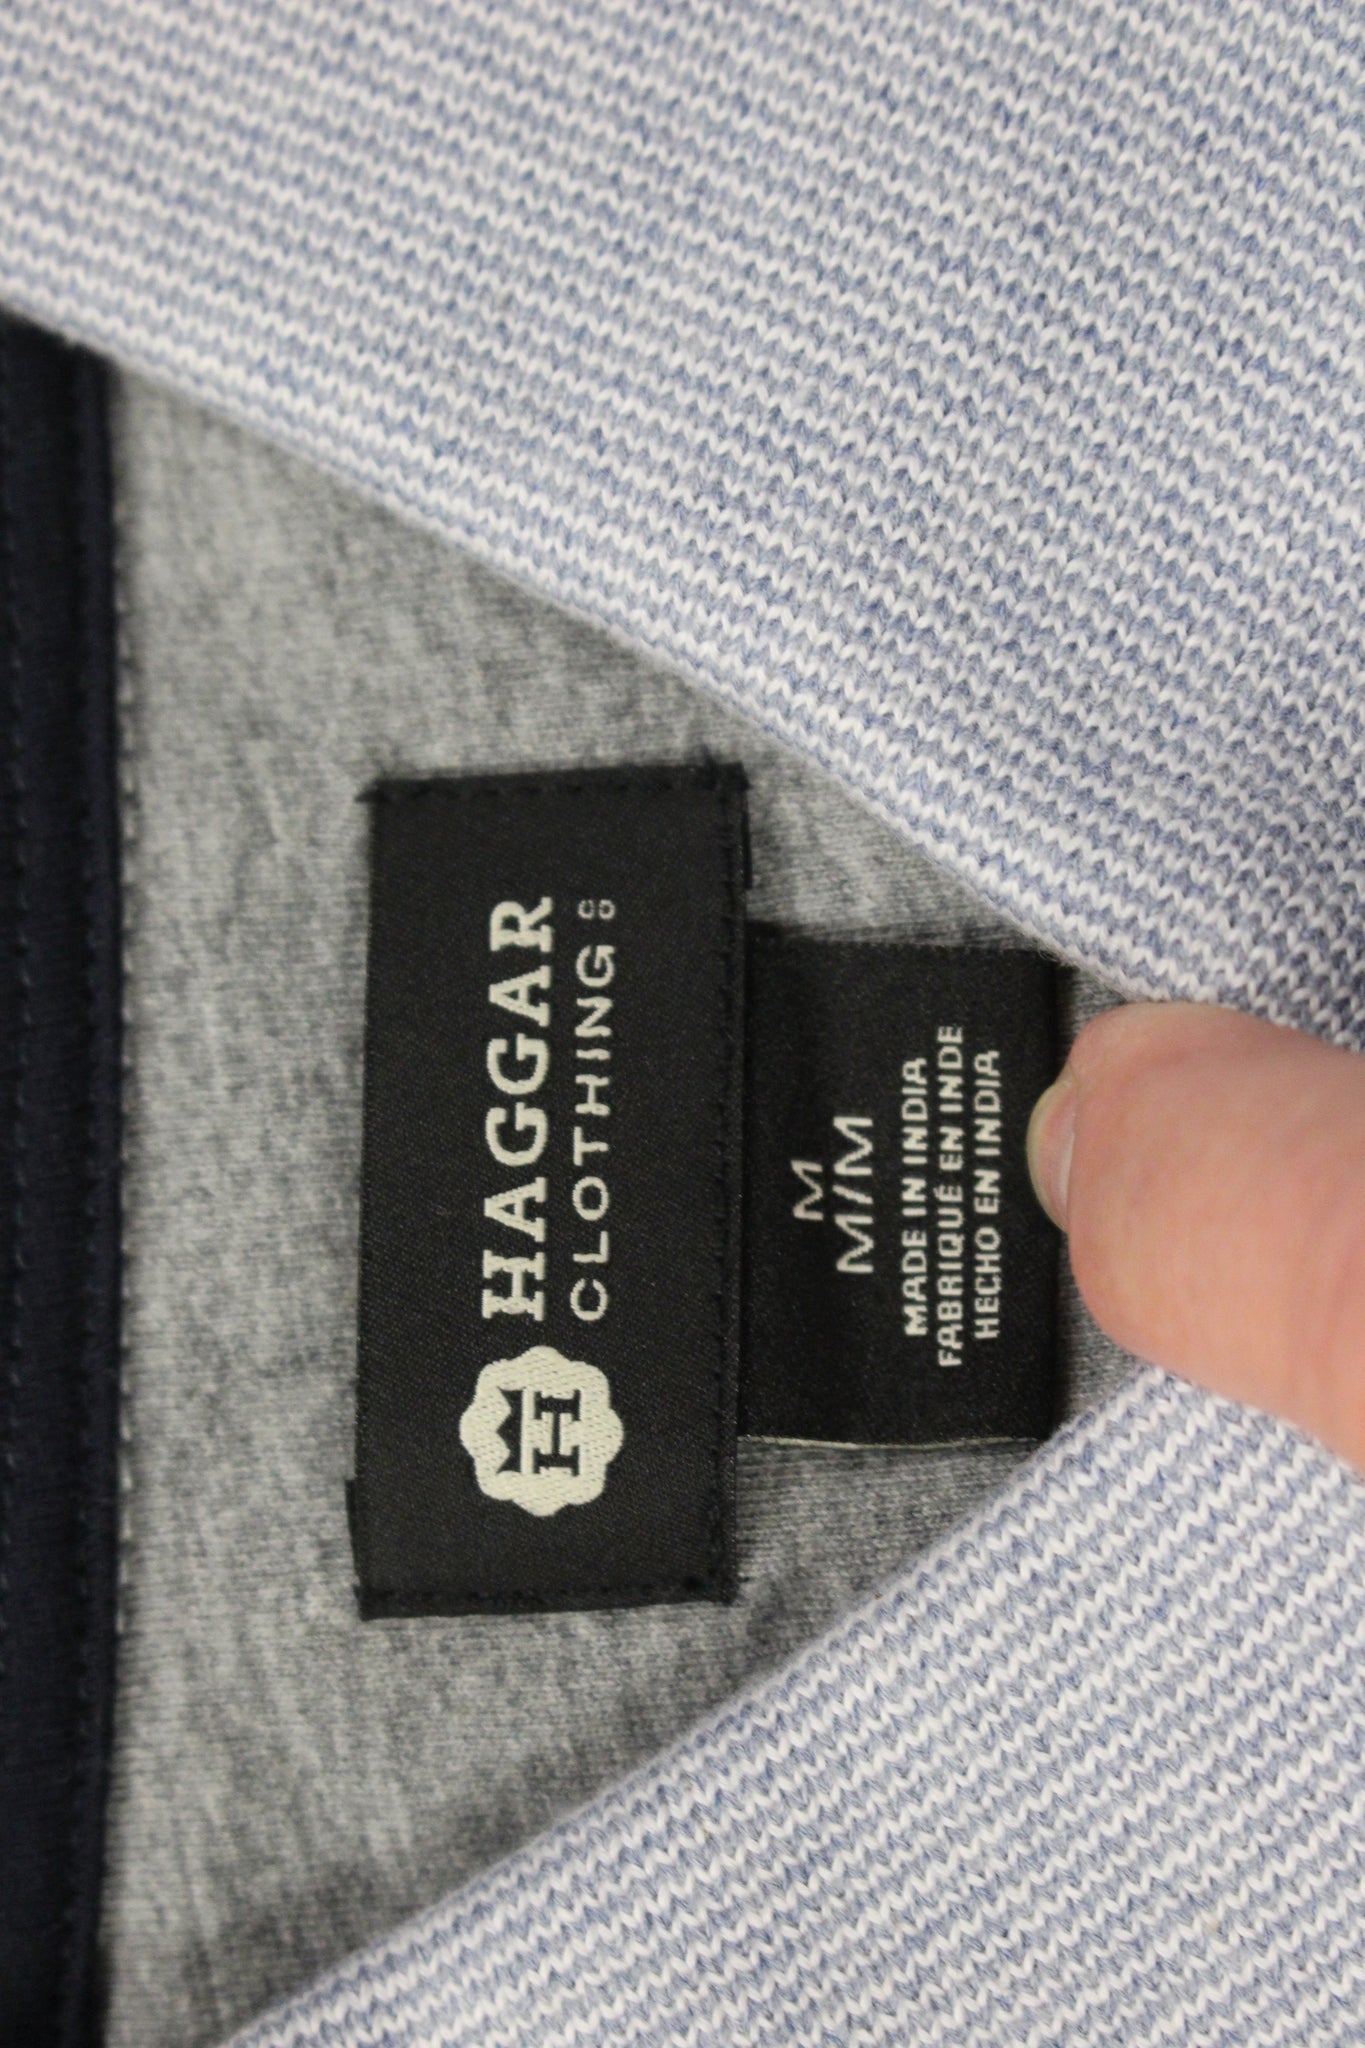 H HAGGAR
CLOTHING CO
M
M/M
MADE IN INDIA
FABRIQUÉ EN INDE
HECHO EN INDIA